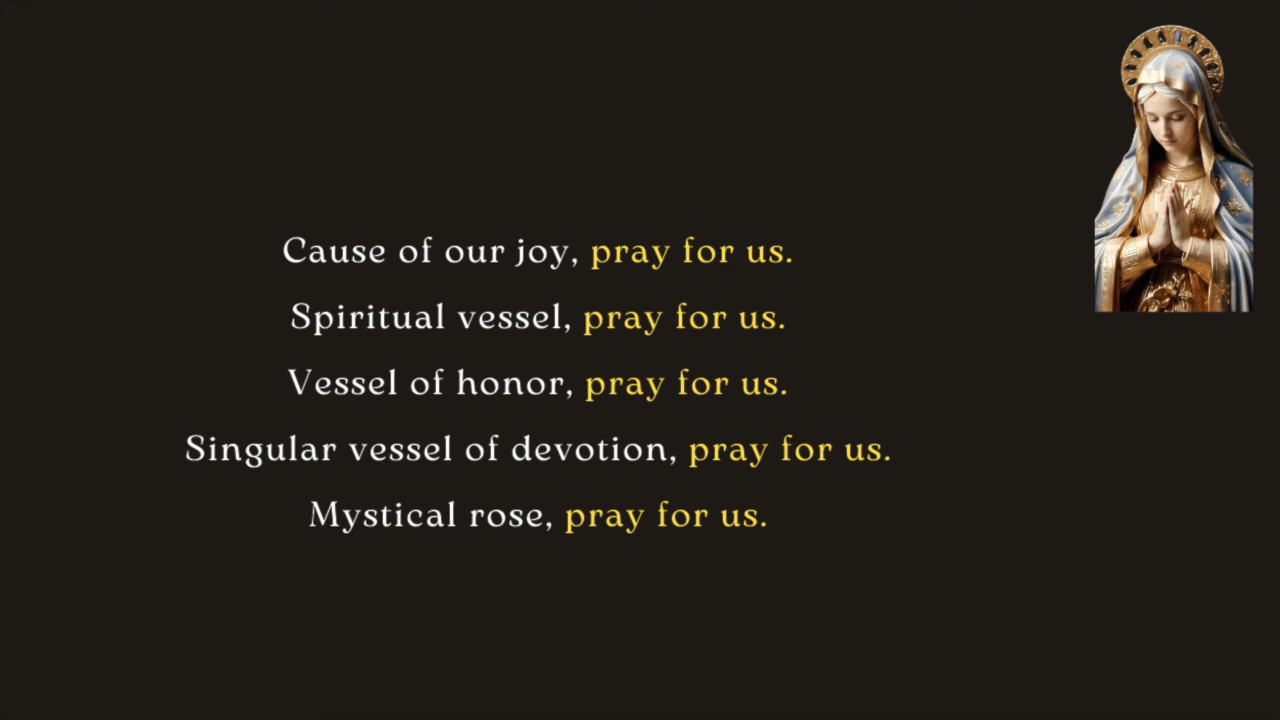 Cause of our joy, pray for us.
Spiritual vessel, pray for us.
Vessel of honor, pray for us.
Singular vessel of devotion, pray for us.
Mystical rose, pray for us.